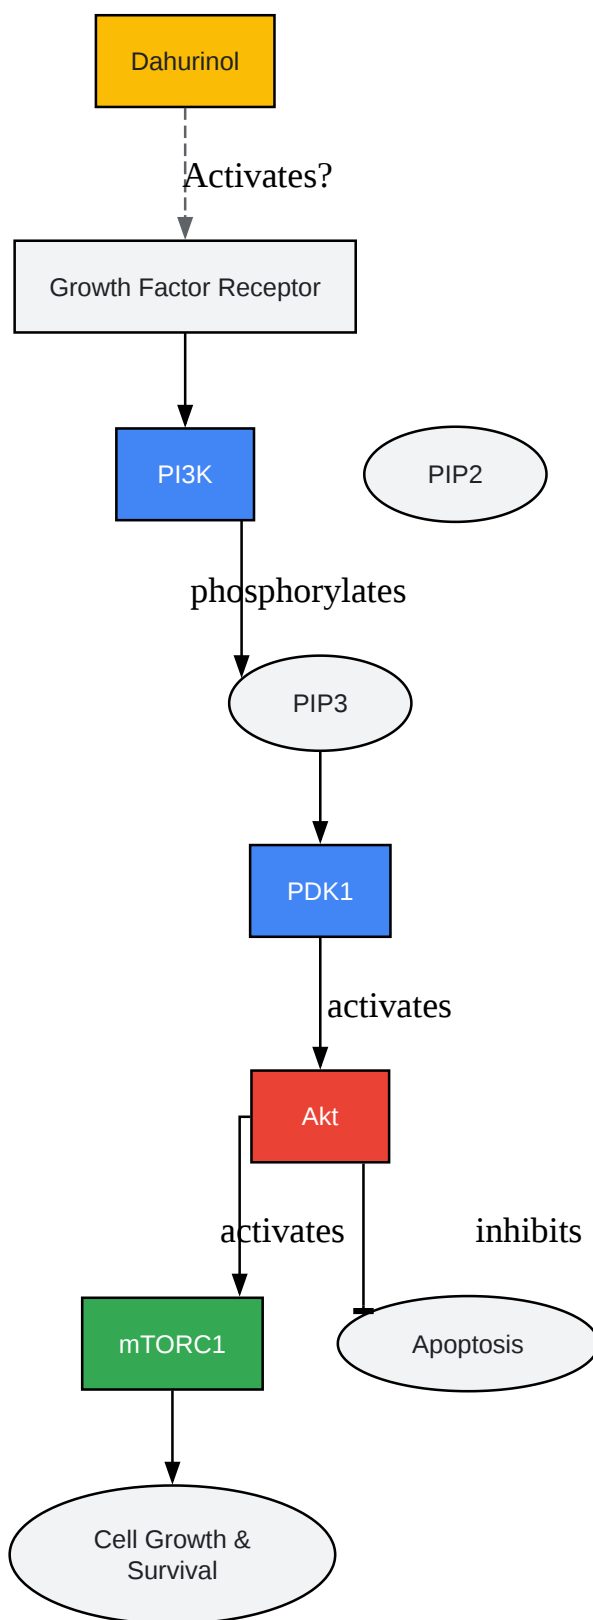 Dahurinol
Activates?
Growth Factor Receptor
PI3K
PIP2
phosphorylates
PIP3
PDK1
activates
Akt
activates
inhibits
mTORC1
Apoptosis
Cell Growth &
Survival